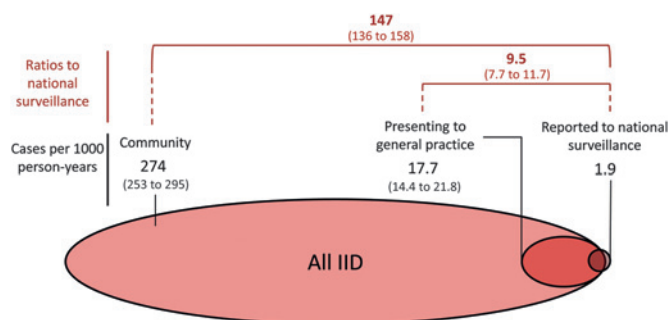 147
(136 to 158)
9.5
(7.7 to 11.7)
Ratios to
national
surveillance
Cases per 1000
person-years
Community
274
(253 to 295)
Presenting to
general practice
17.7
(14.4 to 21.8)
Reported to national
surveillance
1.9
All IID